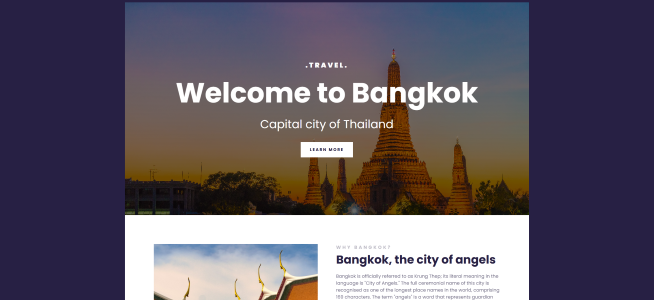 .TRAVEL.
Welcome to Bangkok
Capital city of Thailand
LEARN MORE
WHY BANGKOK?
Bangkok, the city of angels
Bangkok is officially referred to as Krung Thep; its literal meaning in the
language is "City of Angels." The full ceremonial name of this city is
recognised as one of the longest place names in the world, comprising
169 characters. The term "angels" is a word that represents guardian